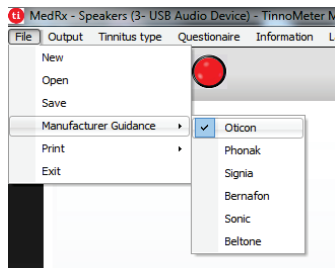 ti MedRx - Speakers (3- USB Audio Device) - TinnoMeter
File Output Tinnitus type Questionaire Information
New
Open
Save
Manufacturer Guidance
Print
Exit
Oticon
Phonak
Signia
Bernafon
Sonic
Beltone